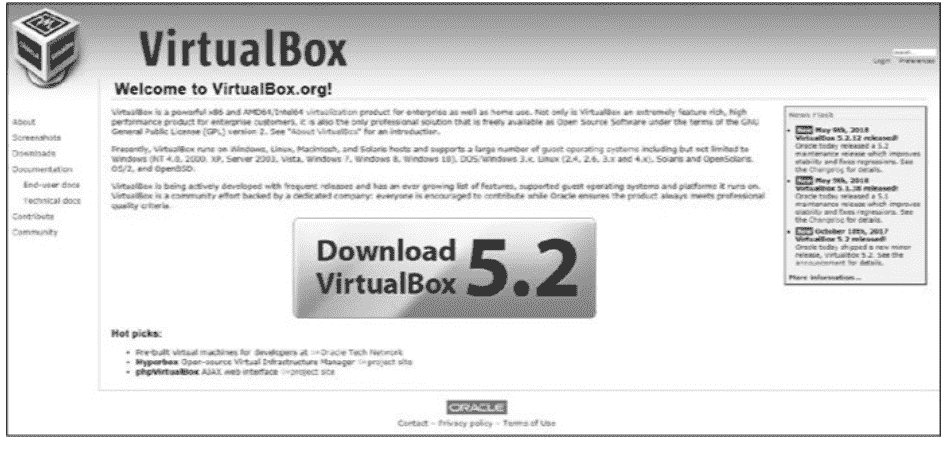 VirtualBox
search...
Login Preferences
Welcome to VirtualBox.org!
About
Screenshots
Downloads
Documentation
End-user docs
Technical docs
Contribute
Community
VirtualBox is a powerful x86 and AMD64/Intel64 virtualization product for enterprise as well as home use. Not only is VirtualBox an extremely feature rich, high
performance product for enterprise customers, it is also the only professional solution that is freely available as Open Source Software under the terms of the GNU
General Public License (GPL) version 2. See "About VirtualBox" for an introduction.
Presently, VirtualBox runs on Windows, Linux, Macintosh, and Solaris hosts and supports a large number of guest operating systems including but not limited to
Windows (NT 4.0, 2000, XP, Server 2003, Vista, Windows 7, Windows 8, Windows 10), DOS/Windows 3.x, Linux (2.4, 2.6, 3.x and 4.x), Solaris and OpenSolaris,
OS/2, and OpenBSD.
VirtualBox is being actively developed with frequent releases and has an ever growing list of features, supported guest operating systems and platforms it runs on.
VirtualBox is a community effort backed by a dedicated company: everyone is encouraged to contribute while Oracle ensures the product always meets professional
quality criteria.
Download
VirtualBox 5.2
Hot picks:
• Pre-built virtual machines for developers at Oracle Tech Network
• Hyperbox Open-source Virtual Infrastructure Manager project site
• phpVirtualBox AJAX web interface project site
News Flash
• New May 9th, 2018
VirtualBox 5.2.12 released!
Oracle today released a 5.2
maintenance release which improves
stability and fixes regressions. See
the Changelog for details.
• New May 9th, 2018
VirtualBox 5.1.38 released!
Oracle today released a 5.1
maintenance release which improves
stability and fixes regressions. See
the Changelog for details.
• New October 18th, 2017
VirtualBox 5.2 released!
Oracle today shipped a new minor
release, VirtualBox 5.2. See the
announcement for details.
More information...
ORACLE
Contact – Privacy policy – Terms of Use